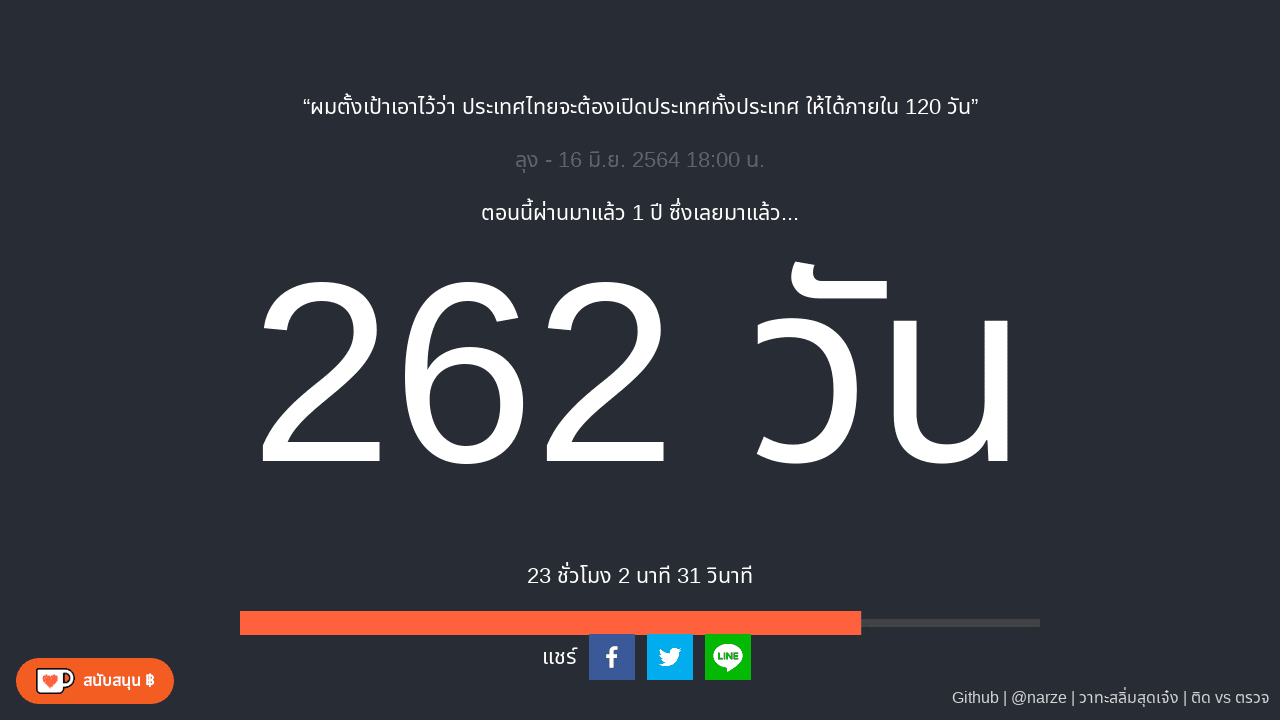 “ผมตั้งเป้าเอาไว้ว่า ประเทศไทยจะต้องเปิดประเทศทั้งประเทศ ให้ได้ภายใน 120 วัน”
ลุง - 16 มิ.ย. 2564 18:00 น.
ตอนนี้ผ่านมาแล้ว 1 ปี ซึ่งเลยมาแล้ว...
262 วัน
23 ชั่วโมง 2 นาที 31 วินาที
แชร์
LINE
สนับสนุน ฿
Github | @narze | วาทะสลิ่มสุดเจ๋ง | ติด vs ตรวจ